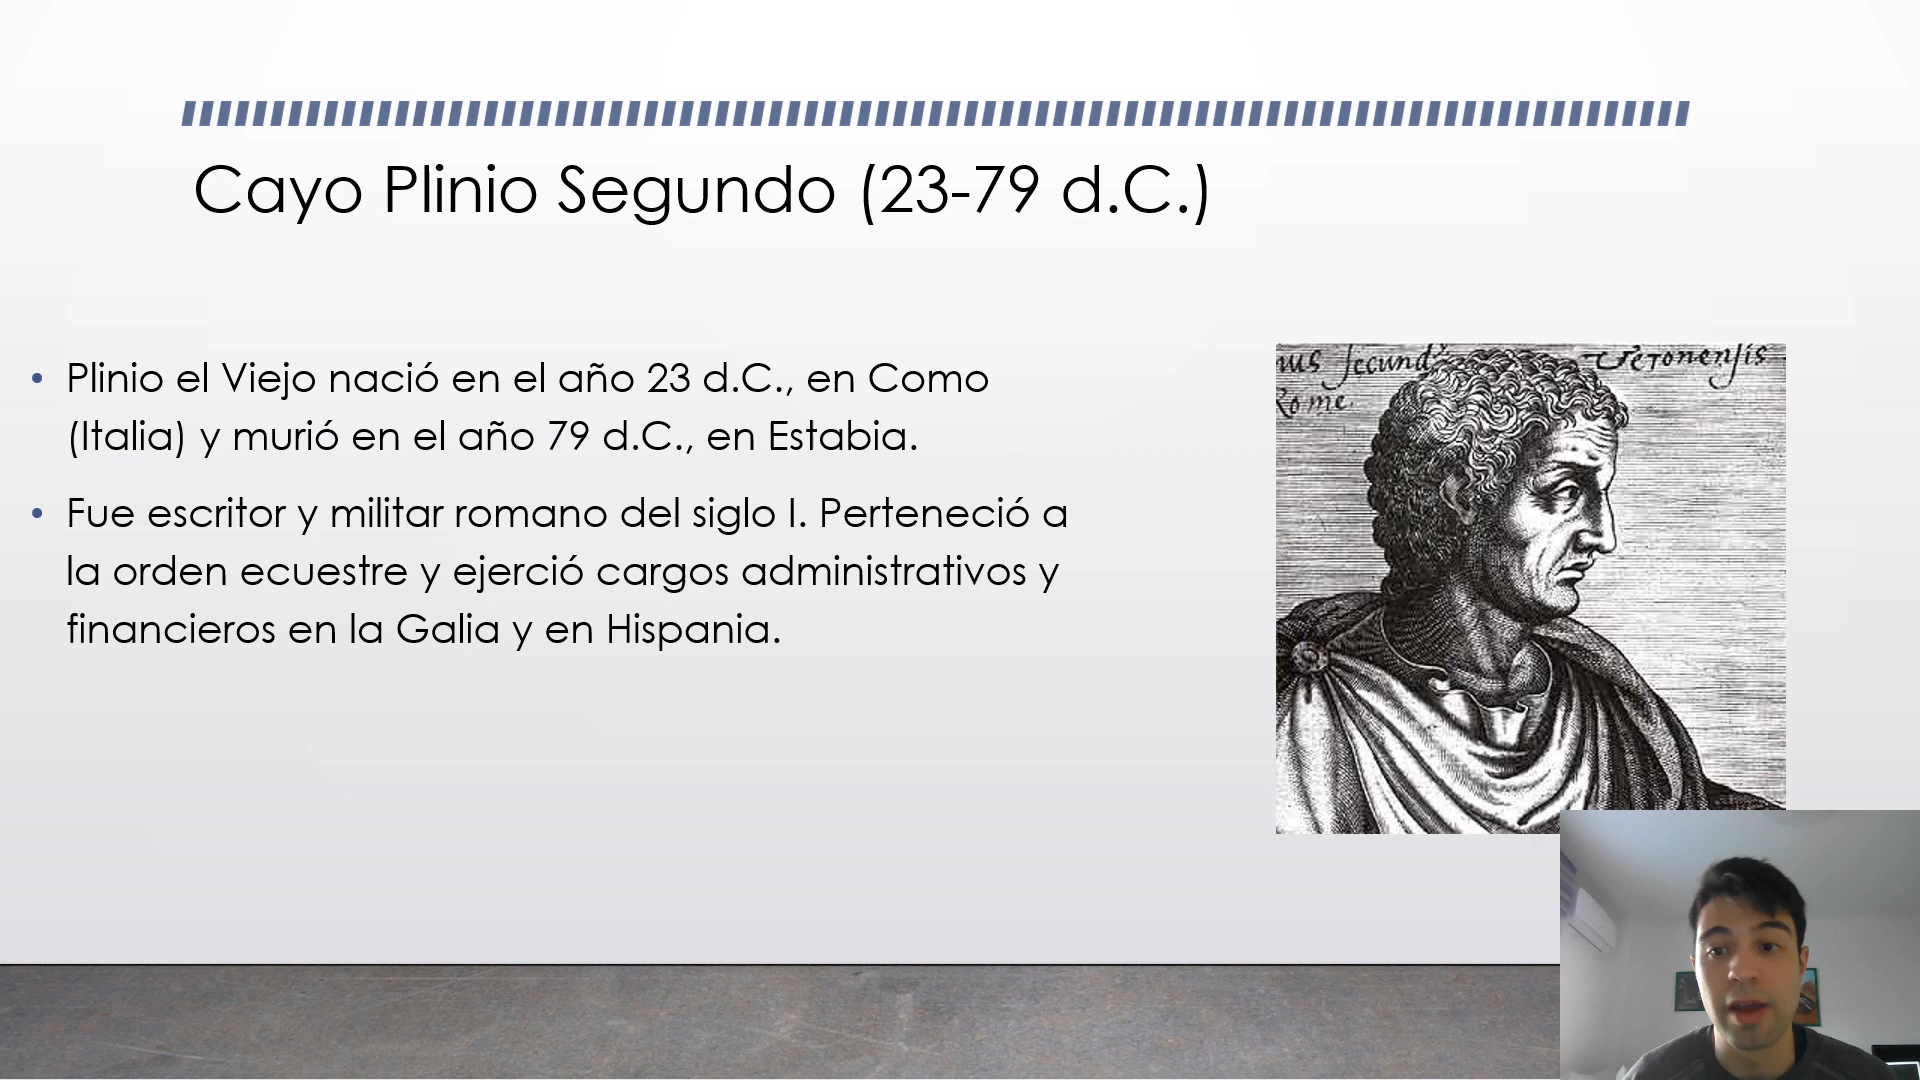 Cayo Plinio Segundo (23-79 d.C.)
• Plinio el Viejo nació en el año 23 d.C., en Como
(Italia) y murió en el año 79 d.C., en Estabia.
• Fue escritor y militar romano del siglo I. Perteneció a
la orden ecuestre y ejerció cargos administrativos y
financieros en la Galia y en Hispania.
Rome.